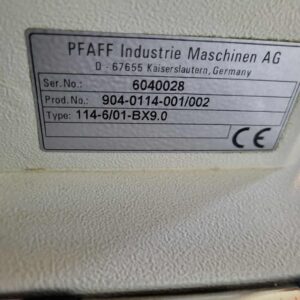 PFAFF Industrie Maschinen AG
D - 67655 Kaiserslautern, Germany
Ser.No.: 6040028
Prod.No.: 904-0114-001/002
Type: 114-6/01-BX9.0
CE